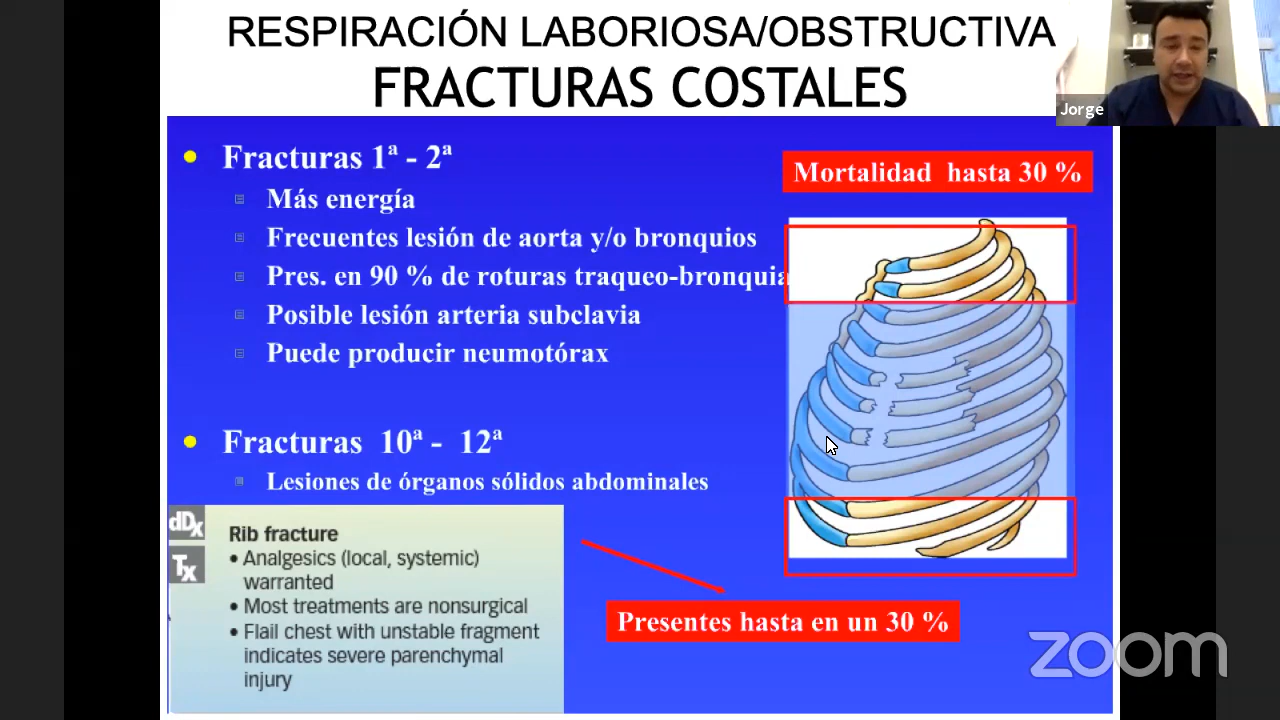 RESPIRACIÓN LABORIOSA/OBSTRUCTIVA
FRACTURAS COSTALES
Jorge
Fracturas 1ª - 2ª
Más energía
Frecuentes lesión de aorta y/o bronquios
Pres. en 90 % de roturas traqueo-bronquia
Posible lesión arteria subclavia
Puede producir neumotórax
Mortalidad hasta 30 %
Fracturas 10ª - 12ª
Lesiones de órganos sólidos abdominales
dDx
Tx
Rib fracture
• Analgesics (local, systemic)
warranted
• Most treatments are nonsurgical
• Flail chest with unstable fragment
indicates severe parenchymal
injury
Presentes hasta en un 30 %
zoom